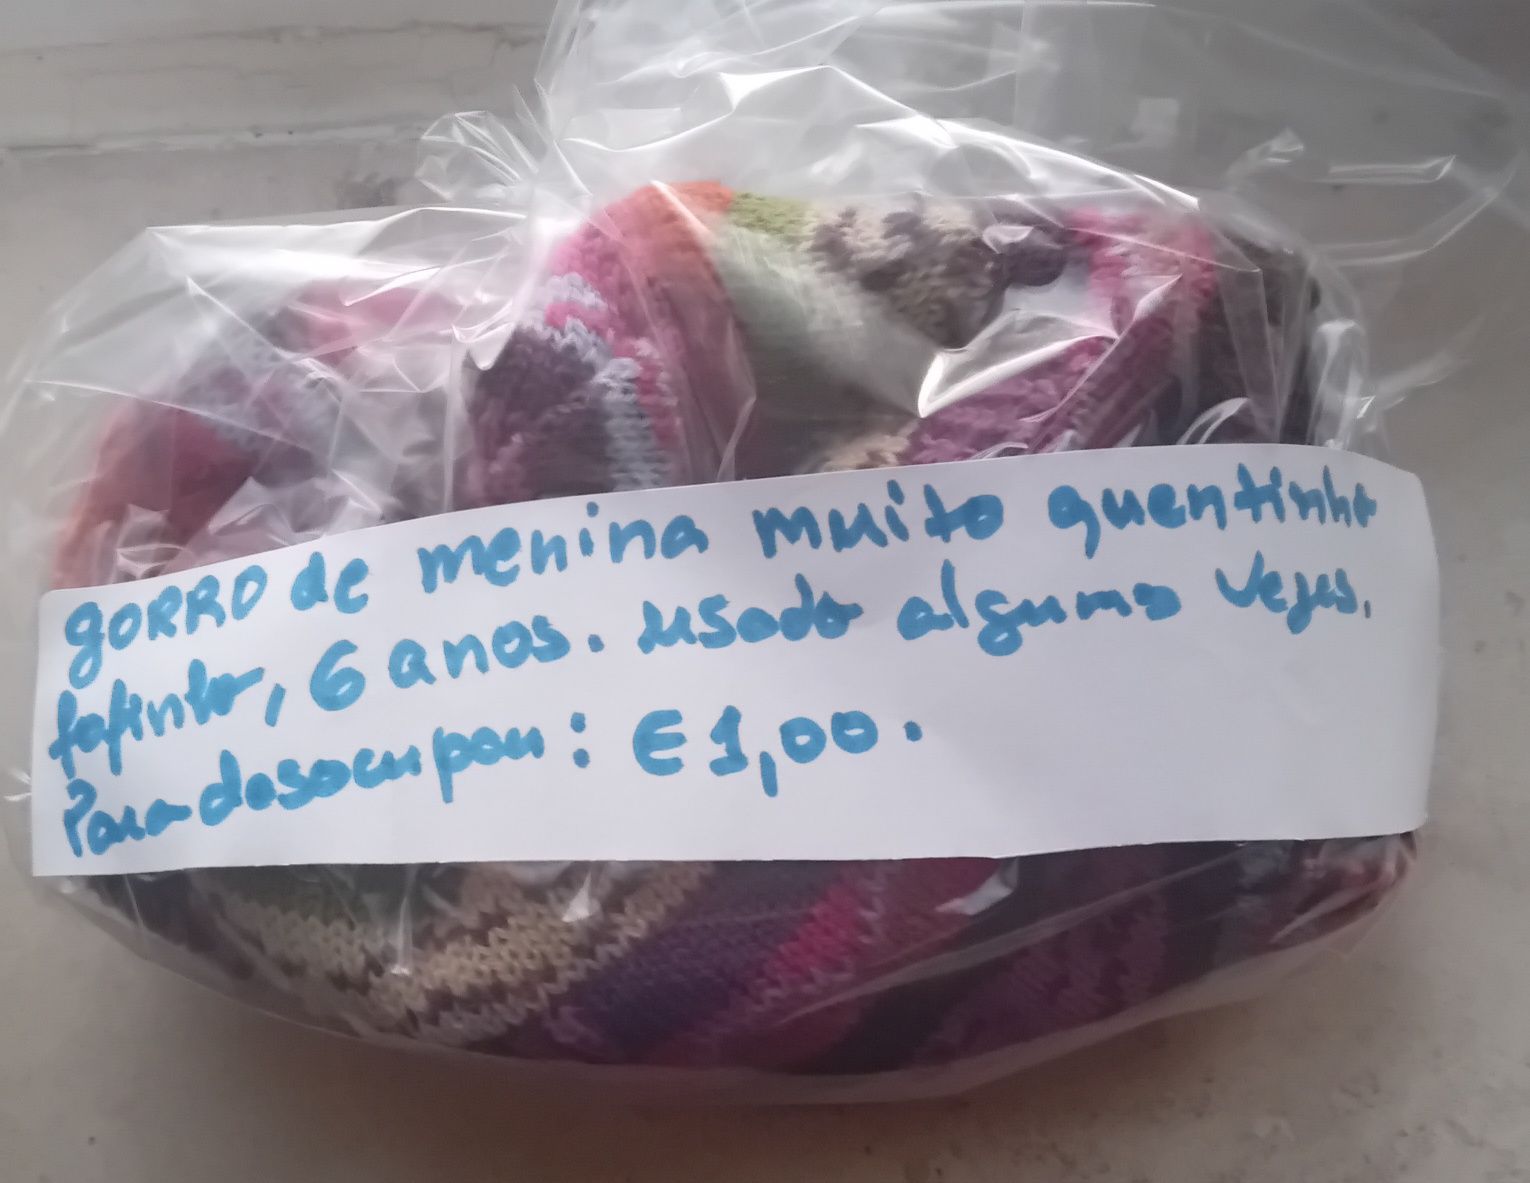 gORRO de menina muito quentinho
fofinho, 6 anos. usado algumas vezes.
Para desocupar: € 1,00.